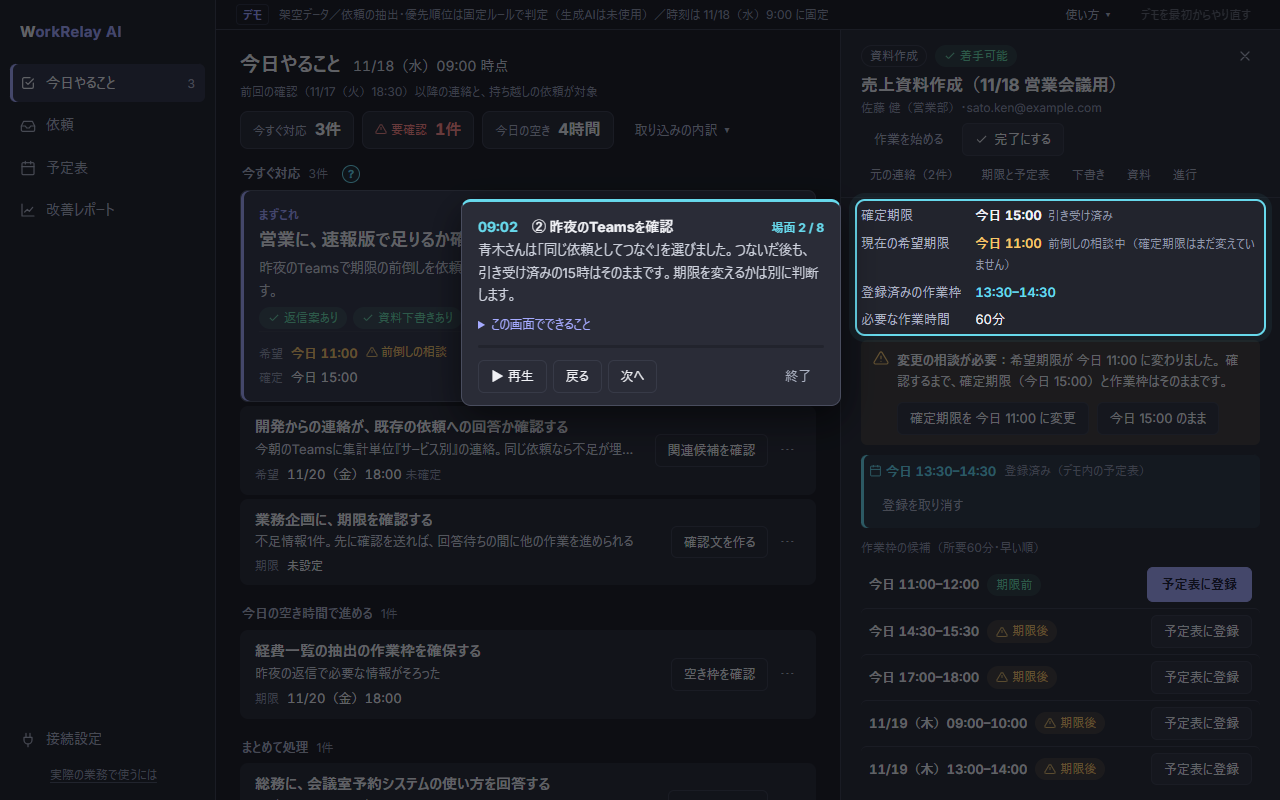 WorkRelay AI
今日やること 3
依頼
予定表
改善レポート
接続設定
実際の業務で使うには
デモ 架空データ／依頼の抽出・優先順位は固定ルールで判定（生成AIは未使用）／時刻は 11/18（水）9:00 に固定
使い方 ▼ デモを最初からやり直す
今日やること 11/18（水）09:00 時点
前回の確認（11/17（火）18:30）以降の連絡と、持ち越しの依頼が対象
今すぐ対応 3件 要確認 1件 今日の空き 4時間 取り込みの内訳 ▼
今すぐ対応 3件 ?
まずこれ
営業に、速報版で足りるか確
昨夜のTeamsで期限の前倒しを依頼
す。
返信案あり 資料下書きあり
希望 今日 11:00 前倒しの相談
確定 今日 15:00
開発からの連絡が、既存の依頼への回答か確認する
今朝のTeamsに集計単位『サービス別』の連絡。同じ依頼なら不足が埋… 関連候補を確認 …
希望 11/20（金）18:00 未確定
業務企画に、期限を確認する
不足情報1件。先に確認を送れば、回答待ちの間に他の作業を進められる 確認文を作る …
期限 未設定
今日の空き時間で進める 1件
経費一覧の抽出の作業枠を確保する
昨夜の返信で必要な情報がそろった 空き枠を確認 …
期限 11/20（金）18:00
まとめて処理 1件
総務に、会議室予約システムの使い方を回答する
09:02 ② 昨夜のTeamsを確認 場面 2 / 8
青木さんは「同じ依頼としてつなぐ」を選びました。つないだ後も、
引き受け済みの15時はそのままです。期限を変えるかは別に判断
します。
▶ この画面でできること
▶ 再生 戻る 次へ 終了
資料作成 着手可能
売上資料作成（11/18 営業会議用）
佐藤 健（営業部）・sato.ken@example.com
作業を始める 完了にする
元の連絡（2件） 期限と予定表 下書き 資料 進行
確定期限 今日 15:00 引き受け済み
現在の希望期限 今日 11:00 前倒しの相談中（確定期限はまだ変えてい
ません）
登録済みの作業枠 13:30–14:30
必要な作業時間 60分
変更の相談が必要：希望期限が 今日 11:00 に変わりました。確
認するまで、確定期限（今日 15:00）と作業枠はそのままです。
確定期限を 今日 11:00 に変更 今日 15:00 のまま
今日 13:30–14:30 登録済み（デモ内の予定表）
登録を取り消す
作業枠の候補（所要60分・早い順）
今日 11:00–12:00 期限前 予定表に登録
今日 14:30–15:30 期限後 予定表に登録
今日 17:00–18:00 期限後 予定表に登録
11/19（木）09:00–10:00 期限後 予定表に登録
11/19（木）13:00–14:00 期限後 予定表に登録